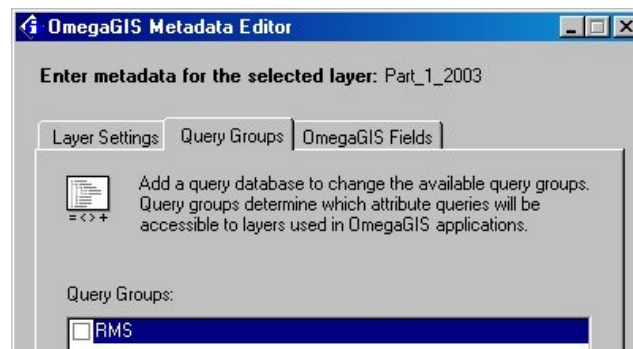 OmegaGIS Metadata Editor
Enter metadata for the selected layer: Part_1_2003
Layer Settings
Query Groups
OmegaGIS Fields
Add a query database to change the available query groups.
Query groups determine which attribute queries will be
accessible to layers used in OmegaGIS applications.
= <> +
Query Groups:
RMS